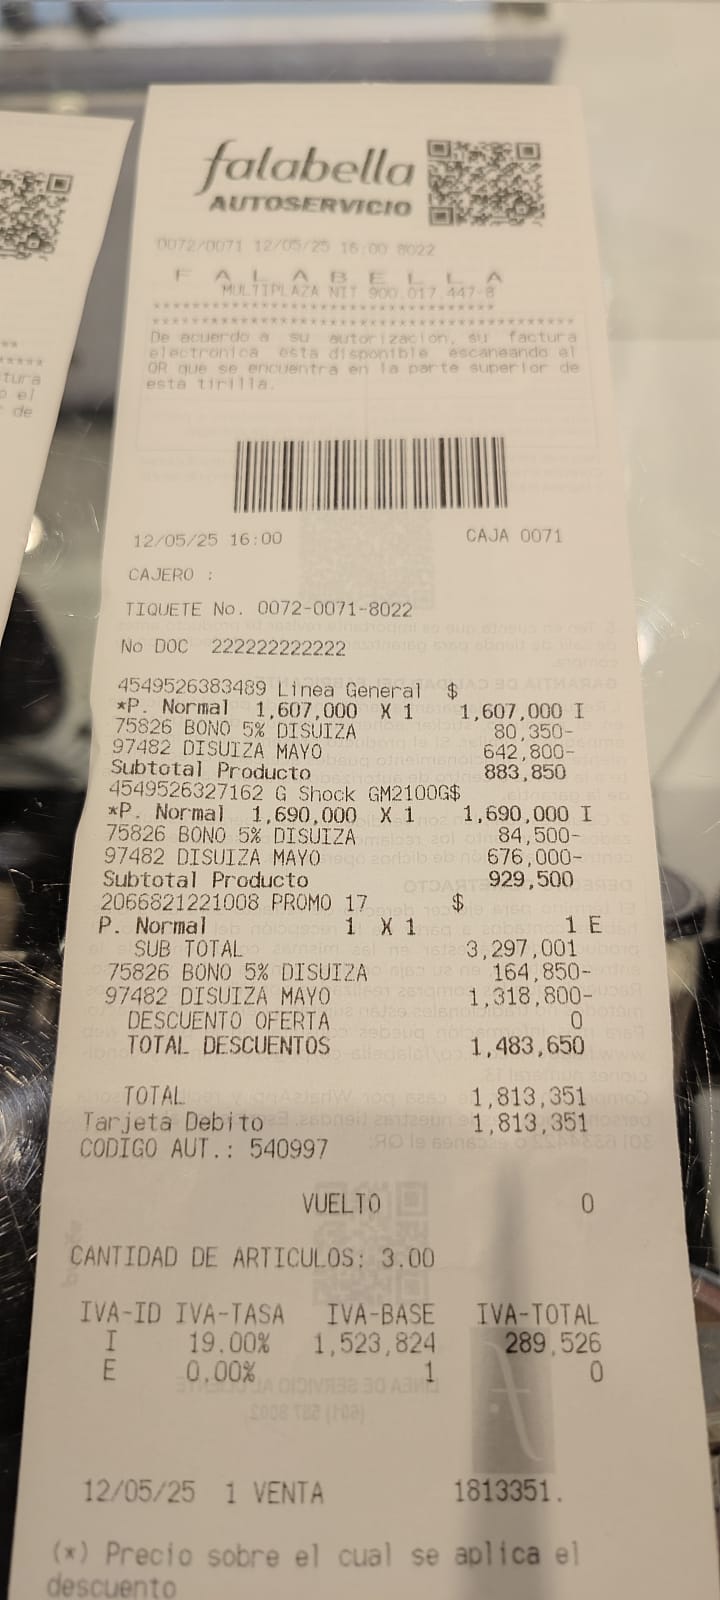 falabella
AUTOSERVICIO
0072/0071 12/05/25 16:00 8022
F A L A B E L L A
MULTIPLAZA NIT 900.017.447-8
De acuerdo a su autorizacion, su factura
electronica esta disponible escaneando el
QR que se encuentra en la parte superior de
esta tirilla.
12/05/25 16:00 CAJA 0071
CAJERO :
TIQUETE No. 0072-0071-8022
No DOC 222222222222
4549526383489 Linea General $
*P. Normal 1,607,000 X 1 1,607,000 I
75826 BONO 5% DISUIZA 80,350-
97482 DISUIZA MAYO 642,800-
Subtotal Producto 883,850
4549526327162 G Shock GM2100G$
*P. Normal 1,690,000 X 1 1,690,000 I
75826 BONO 5% DISUIZA 84,500-
97482 DISUIZA MAYO 676,000-
Subtotal Producto 929,500
2066821221008 PROMO 17 $
P. Normal 1 X 1 1 E
SUB TOTAL 3,297,001
75826 BONO 5% DISUIZA 164,850-
97482 DISUIZA MAYO 1,318,800-
DESCUENTO OFERTA 0
TOTAL DESCUENTOS 1,483,650
TOTAL 1,813,351
Tarjeta Debito 1,813,351
CODIGO AUT.: 540997
VUELTO 0
CANTIDAD DE ARTICULOS: 3.00
IVA-ID IVA-TASA IVA-BASE IVA-TOTAL
I 19.00% 1,523,824 289,526
E 0.00% 1 0
12/05/25 1 VENTA 1813351.
(*) Precio sobre el cual se aplica el
descuento